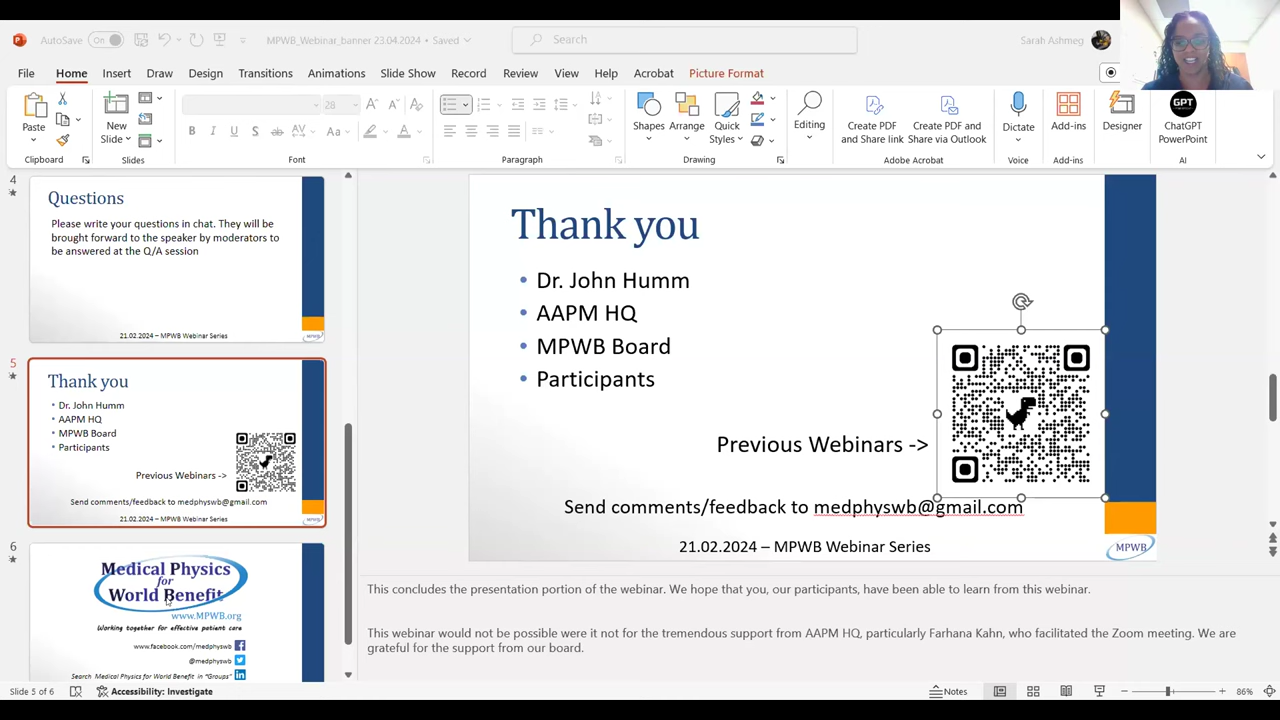 AutoSave On MPWB_Webinar_banner 23.04.2024 • Saved Search Sarah Ashmeg
File Home Insert Draw Design Transitions Animations Slide Show Record Review View Help Acrobat Picture Format
28
Paste New Slide Shapes Arrange Quick Styles Editing Create PDF and Share link Create PDF and Share via Outlook Dictate Add-ins Designer GPT ChatGPT PowerPoint
B I U S ab AV Aa A
Clipboard Slides Font Paragraph Drawing Adobe Acrobat Voice Add-ins AI
4
Questions
Please write your questions in chat. They will be
brought forward to the speaker by moderators to
be answered at the Q/A session
21.02.2024 – MPWB Webinar Series
MPWB
5
Thank you
• Dr. John Humm
• AAPM HQ
• MPWB Board
• Participants
Previous Webinars ->
Send comments/feedback to medphyswb@gmail.com
21.02.2024 – MPWB Webinar Series
MPWB
6
Medical Physics
for
World Benefit
www.MPWB.org
Working together for effective patient care
www.facebook.com/medphyswb
@medphyswb
Search Medical Physics for World Benefit in "Groups"
Thank you
• Dr. John Humm
• AAPM HQ
• MPWB Board
• Participants
Previous Webinars ->
Send comments/feedback to medphyswb@gmail.com
21.02.2024 – MPWB Webinar Series
MPWB
This concludes the presentation portion of the webinar. We hope that you, our participants, have been able to learn from this webinar.
This webinar would not be possible were it not for the tremendous support from AAPM HQ, particularly Farhana Kahn, who facilitated the Zoom meeting. We are
grateful for the support from our board.
Slide 5 of 6 Accessibility: Investigate Notes 86%